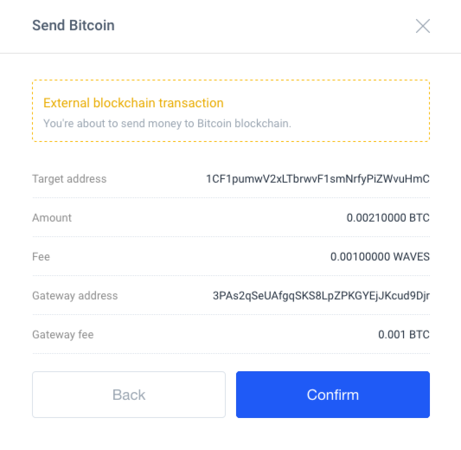 Send Bitcoin
External blockchain transaction
You're about to send money to Bitcoin blockchain.
Target address 1CF1pumwV2xLTbrwvF1smNrfyPiZWvuHmC
Amount 0.00210000 BTC
Fee 0.00100000 WAVES
Gateway address 3PAs2qSeUAfgqSKS8LpZPKGYEjJKcud9Djr
Gateway fee 0.001 BTC
Back Confirm